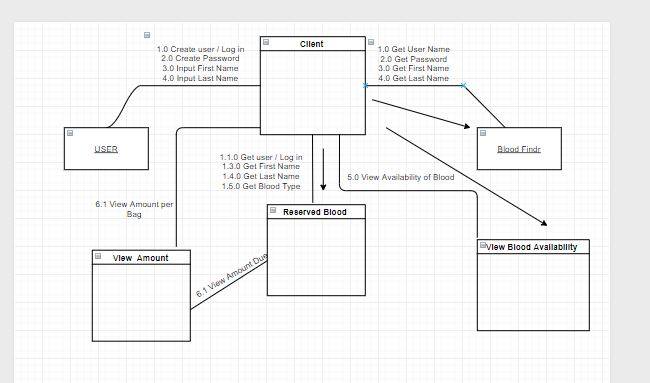 Client
1.0 Create user / Log in
2.0 Create Password
3.0 Input First Name
4.0 Input Last Name
1.0 Get User Name
2.0 Get Password
3.0 Get First Name
4.0 Get Last Name
USER
Blood Findr
1.1.0 Get user / Log in
1.3.0 Get First Name
1.4.0 Get Last Name
1.5.0 Get Blood Type
5.0 View Availability of Blood
6.1 View Amount per
Bag
Reserved Blood
View Amount
View Blood Availability
6.1 View Amount Due